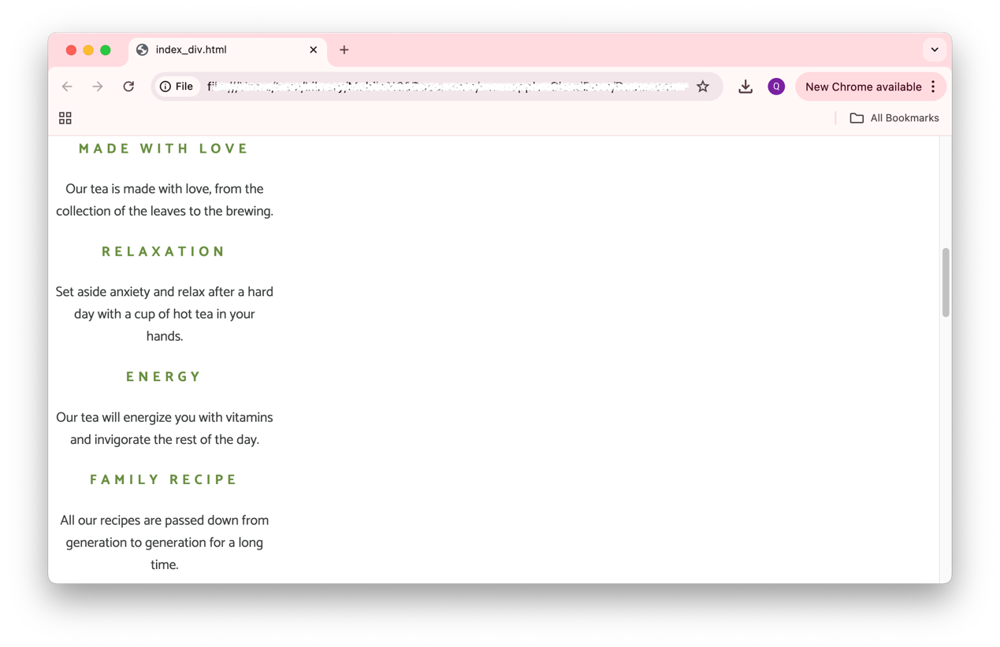 index_div.html
File
New Chrome available
Q
All Bookmarks
MADE WITH LOVE
Our tea is made with love, from the
collection of the leaves to the brewing.
RELAXATION
Set aside anxiety and relax after a hard
day with a cup of hot tea in your
hands.
ENERGY
Our tea will energize you with vitamins
and invigorate the rest of the day.
FAMILY RECIPE
All our recipes are passed down from
generation to generation for a long
time.